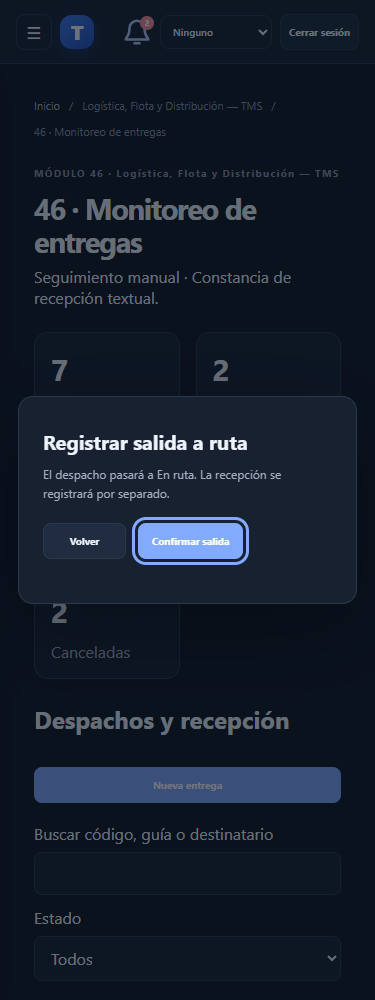 T
2
Ninguno
Cerrar sesión
Inicio / Logística, Flota y Distribución — TMS /
46 · Monitoreo de entregas
MÓDULO 46 · Logística, Flota y Distribución — TMS
46 · Monitoreo de
entregas
Seguimiento manual · Constancia de
recepción textual.
7
2
Registrar salida a ruta
El despacho pasará a En ruta. La recepción se
registrará por separado.
Volver
Confirmar salida
2
Canceladas
Despachos y recepción
Nueva entrega
Buscar código, guía o destinatario
Estado
Todos